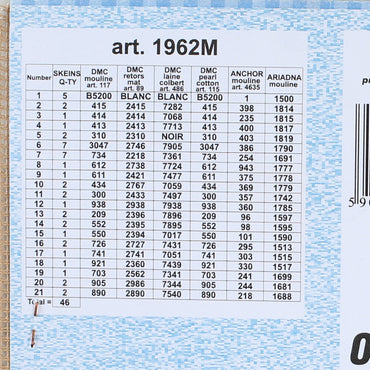 art. 1962M
Number SKEINS Q-TY DMC mouline art. 117 DMC retors mat art. 89 DMC laine colbert art. 486 DMC pearl cotton art. 115 ANCHOR mouline art. 4635 ARIADNA mouline
1 5 B5200 BLANC BLANC B5200 1 1500
2 2 415 2415 7282 415 398 1814
3 1 414 2414 7068 414 235 1815
4 1 413 2413 7713 413 400 1817
5 2 310 2310 NOIR 310 403 1819
6 7 3047 2746 7905 3047 386 1790
7 7 734 2218 7361 734 254 1691
8 1 612 2738 7724 612 943 1777
9 1 611 2421 7477 611 375 1771
10 2 434 2767 7059 434 369 1779
11 2 300 2433 7497 300 357 1742
12 1 938 2938 7938 938 360 1785
13 2 209 2396 7896 209 96 1597
14 2 552 2395 7895 552 98 1595
15 1 550 2394 7017 550 101 1590
16 2 726 2727 7431 726 295 1513
17 1 741 2741 7051 741 303 1515
18 1 921 2360 7439 921 330 1517
19 1 703 2562 7341 703 241 1699
20 2 905 2986 7344 905 244 1681
21 2 890 2890 7540 890 218 1688
Total = 46